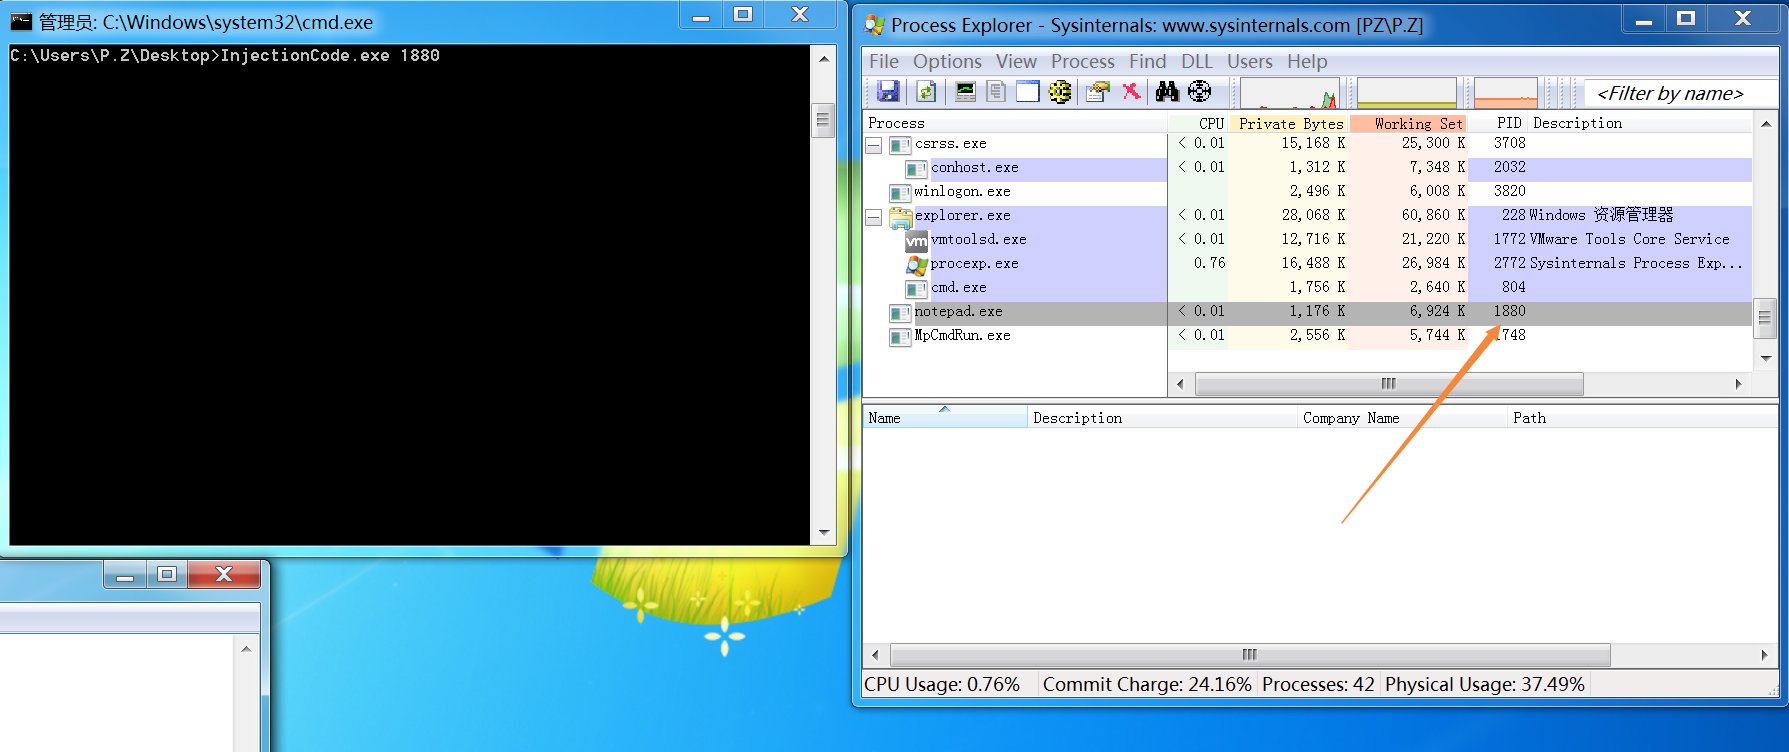 管理员: C:\Windows\system32\cmd.exe
C:\Users\P.Z\Desktop>InjectionCode.exe 1880
Process Explorer - Sysinternals: www.sysinternals.com [PZ\P.Z]
File Options View Process Find DLL Users Help
<Filter by name>
Process CPU Private Bytes Working Set PID Description
csrss.exe < 0.01 15,168 K 25,300 K 3708
conhost.exe < 0.01 1,312 K 7,348 K 2032
winlogon.exe 2,496 K 6,008 K 3820
explorer.exe < 0.01 28,068 K 60,860 K 228 Windows 资源管理器
vm vmtoolsd.exe < 0.01 12,716 K 21,220 K 1772 VMware Tools Core Service
procexp.exe 0.76 16,488 K 26,984 K 2772 Sysinternals Process Exp...
cmd.exe 1,756 K 2,640 K 804
notepad.exe < 0.01 1,176 K 6,924 K 1880
MpCmdRun.exe < 0.01 2,556 K 5,744 K 1748
Name Description Company Name Path
CPU Usage: 0.76% Commit Charge: 24.16% Processes: 42 Physical Usage: 37.49%